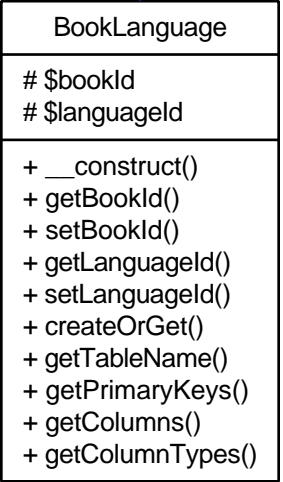 BookLanguage
# $bookId
# $languageId
+ __construct()
+ getBookId()
+ setBookId()
+ getLanguageId()
+ setLanguageId()
+ createOrGet()
+ getTableName()
+ getPrimaryKeys()
+ getColumns()
+ getColumnTypes()